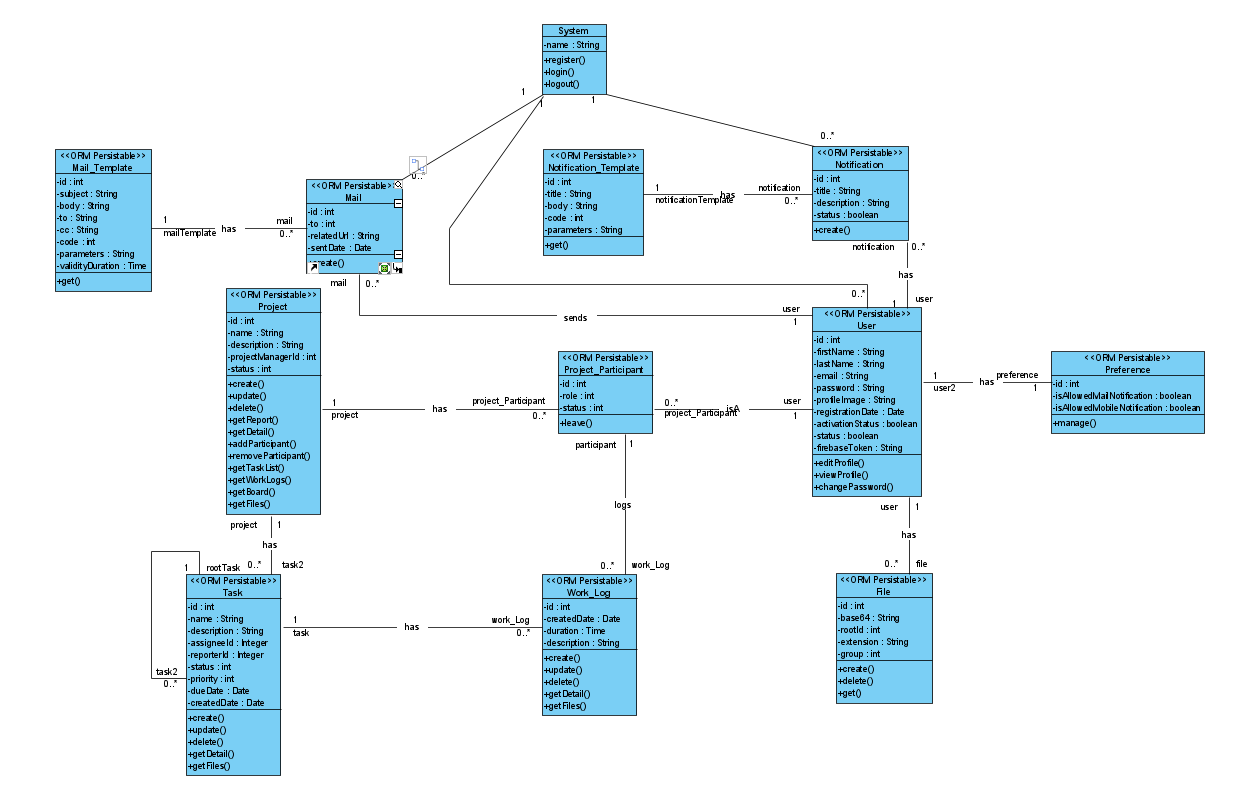 System
-name : String
+register()
+login()
+logout()
1
1
1
0..*
0..*
<<ORM Persistable>>
Mail_Template
-id : int
-subject : String
-body : String
-to : String
-cc : String
-code : int
-parameters : String
-validityDuration : Time
+get()
1
mailTemplate
has
mail
0..*
<<ORM Persistable>>
Mail
-id : int
-to : int
-relatedUrl : String
-sentDate : Date
+create()
mail
0..*
sends
user
1
<<ORM Persistable>>
Notification_Template
-id : int
-title : String
-body : String
-code : int
-parameters : String
+get()
1
notificationTemplate
has
notification
0..*
<<ORM Persistable>>
Notification
-id : int
-title : String
-description : String
-status : boolean
+create()
notification
0..*
has
1
user
0..*
<<ORM Persistable>>
Project
-id : int
-name : String
-description : String
-projectManagerId : int
-status : int
+create()
+update()
+delete()
+getReport()
+getDetail()
+addParticipant()
+removeParticipant()
+getTaskList()
+getWorkLogs()
+getBoard()
+getFiles()
1
project
has
project_Participant
0..*
<<ORM Persistable>>
Project_Participant
-id : int
-role : int
-status : int
+leave()
0..*
project_Participant
isA
user
1
<<ORM Persistable>>
User
-id : int
-firstName : String
-lastName : String
-email : String
-password : String
-profileImage : String
-registrationDate : Date
-activationStatus : boolean
-status : boolean
-firebaseToken : String
+editProfile()
+viewProfile()
+changePassword()
1
user2
has
preference
1
<<ORM Persistable>>
Preference
-id : int
-isAllowedMailNotification : boolean
-isAllowedMobileNotification : boolean
+manage()
participant
1
logs
0..*
work_Log
user
1
has
0..*
file
project
1
has
0..*
task2
1
rootTask
task2
0..*
<<ORM Persistable>>
Task
-id : int
-name : String
-description : String
-assigneeId : Integer
-reporterId : Integer
-status : int
-priority : int
-dueDate : Date
-createdDate : Date
+create()
+update()
+delete()
+getDetail()
+getFiles()
1
task
has
work_Log
0..*
<<ORM Persistable>>
Work_Log
-id : int
-createdDate : Date
-duration : Time
-description : String
+create()
+update()
+delete()
+getDetail()
+getFiles()
<<ORM Persistable>>
File
-id : int
-base64 : String
-rootId : int
-extension : String
-group : int
+create()
+delete()
+get()